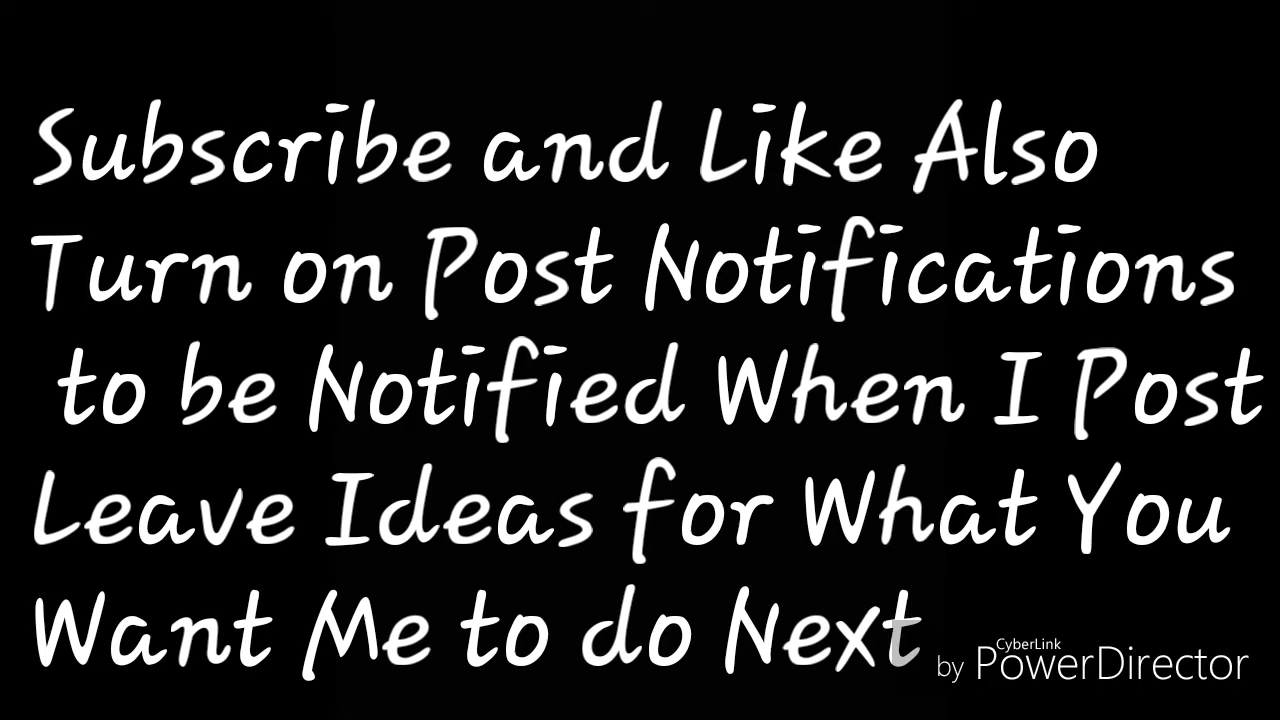 Subscribe and Like Also
Turn on Post Notifications
to be Notified When I Post
Leave Ideas for What You
Want Me to do Next
CyberLink
by PowerDirector